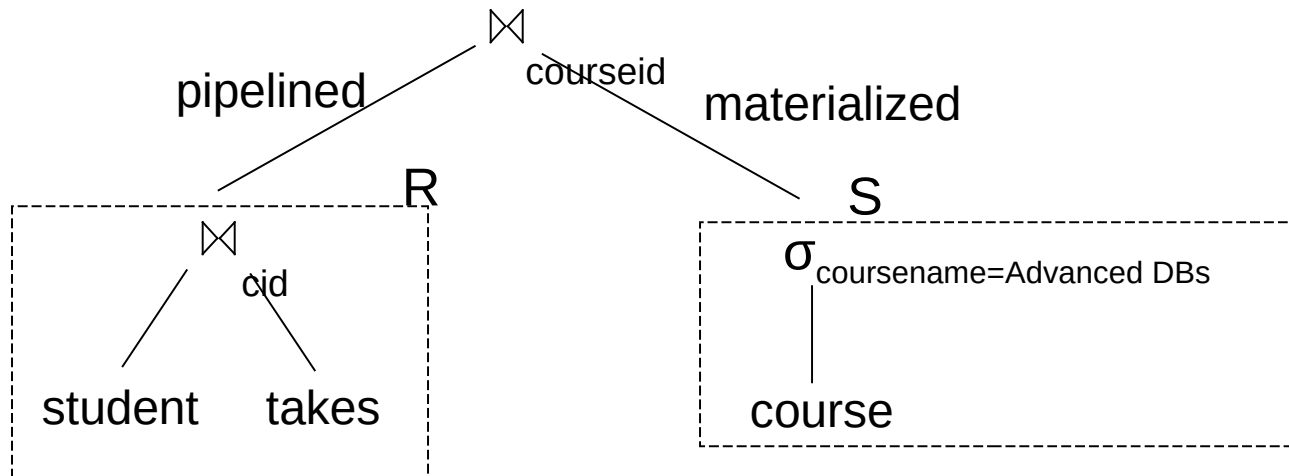 ⋈
courseid
pipelined
materialized
R
S
⋈
cid
σcoursename=Advanced DBs
student
takes
course